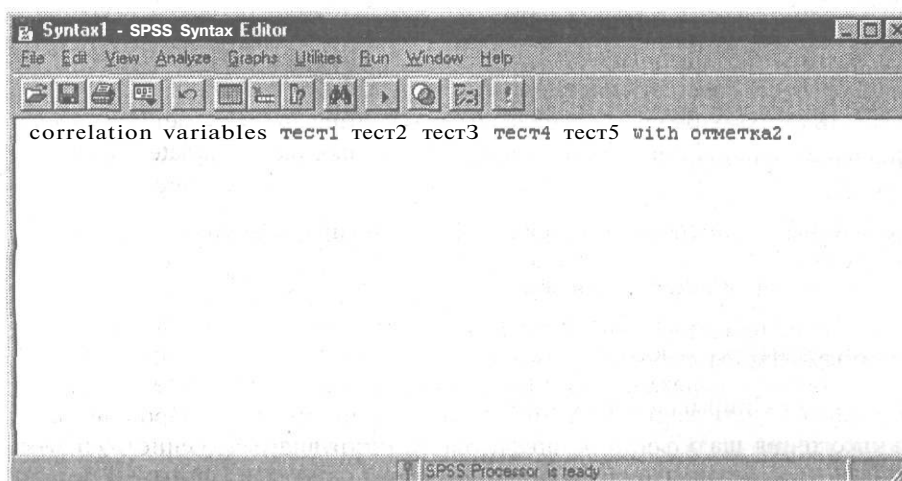 Syntax1 - SPSS Syntax Editor
File Edit View Analyze Graphs Utilities Run Window Help
correlation variables тест1 тест2 тест3 тест4 тест5 with отметка2.
SPSS Processor is ready